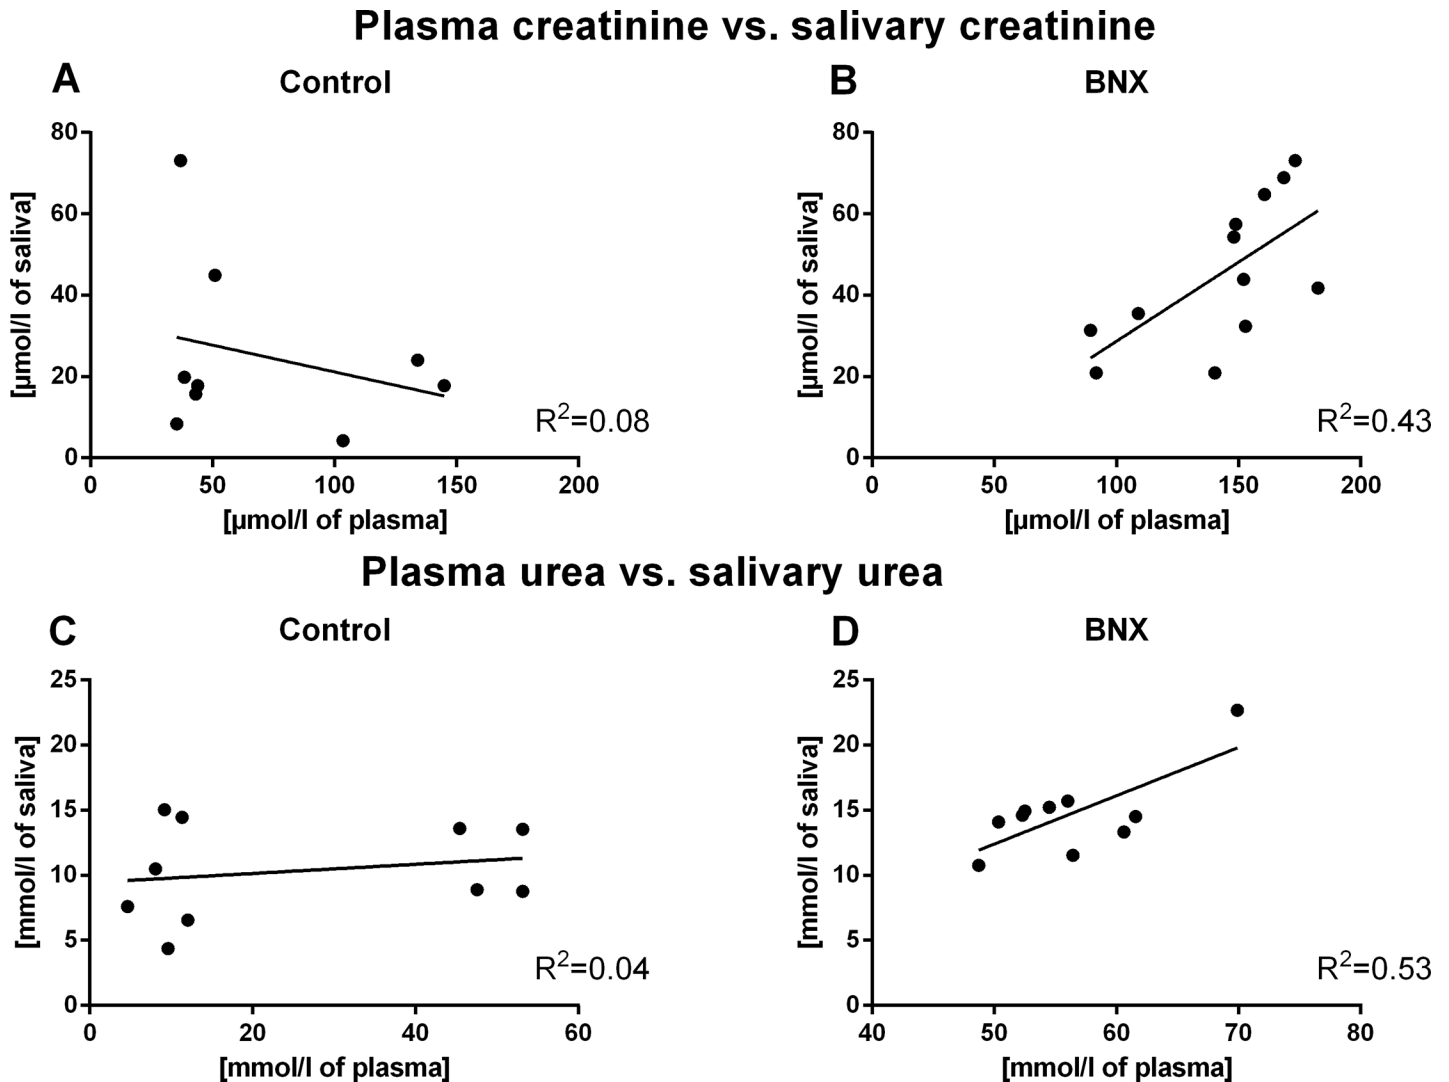 Plasma creatinine vs. salivary creatinine
A
Control
80
60
40
20
0
[µmol/l of saliva]
0 50 100 150 200
[µmol/l of plasma]
R²=0.08
B
BNX
80
60
40
20
0
[µmol/l of saliva]
0 50 100 150 200
[µmol/l of plasma]
R²=0.43
Plasma urea vs. salivary urea
C
Control
25
20
15
10
5
0
[mmol/l of saliva]
0 20 40 60
[mmol/l of plasma]
R²=0.04
D
BNX
25
20
15
10
5
0
[mmol/l of saliva]
40 50 60 70 80
[mmol/l of plasma]
R²=0.53